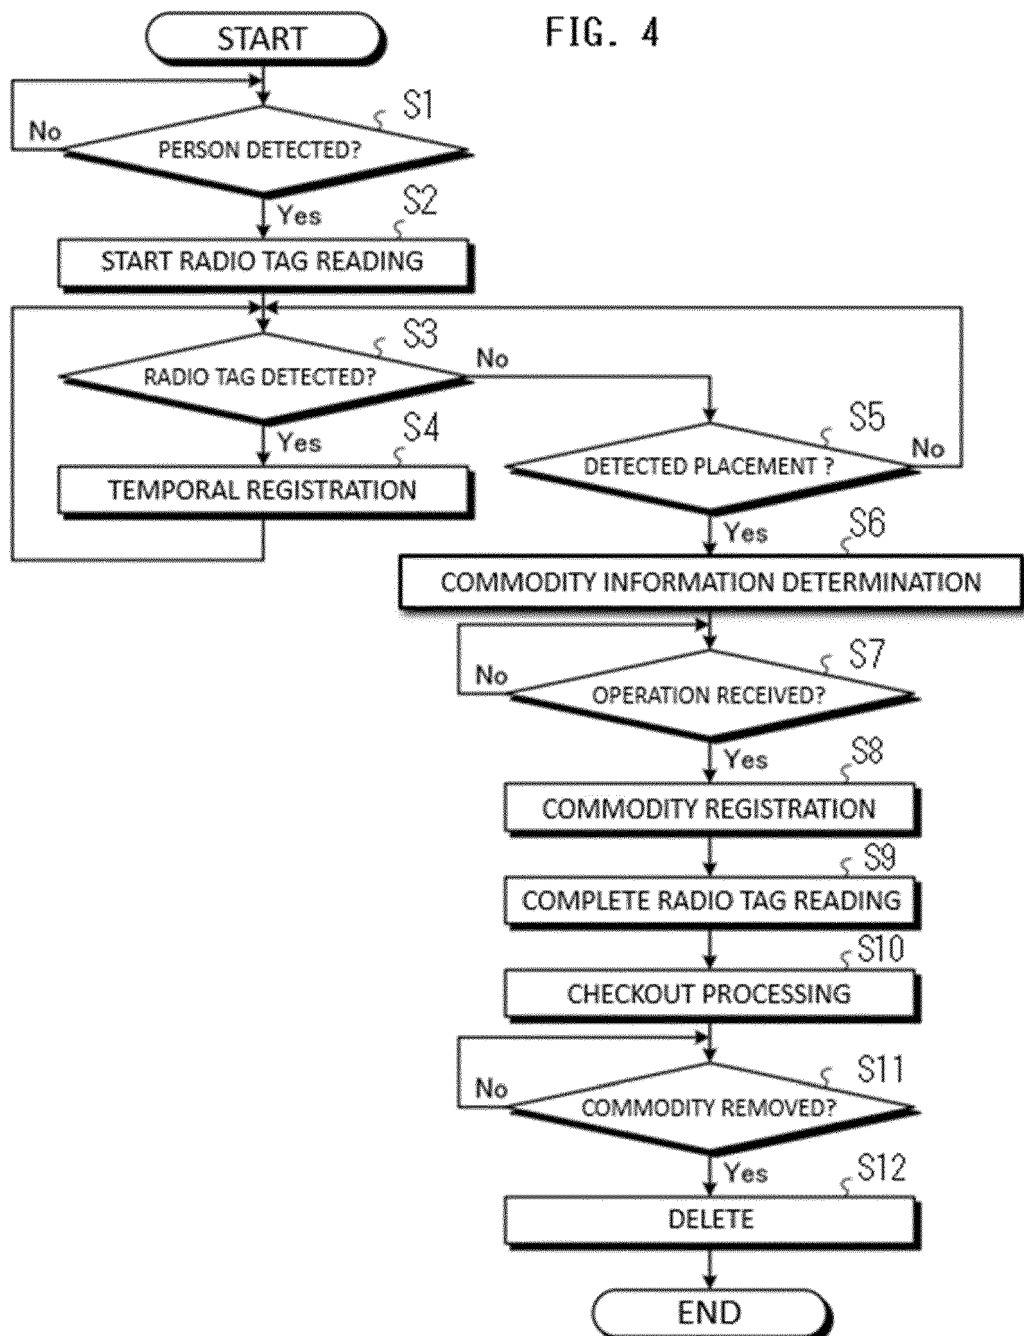 FIG. 4
START
S1
No
PERSON DETECTED?
Yes
S2
START RADIO TAG READING
S3
RADIO TAG DETECTED?
No
Yes
S4
TEMPORAL REGISTRATION
S5
DETECTED PLACEMENT ?
No
Yes
S6
COMMODITY INFORMATION DETERMINATION
S7
No
OPERATION RECEIVED?
Yes
S8
COMMODITY REGISTRATION
S9
COMPLETE RADIO TAG READING
S10
CHECKOUT PROCESSING
S11
No
COMMODITY REMOVED?
Yes
S12
DELETE
END